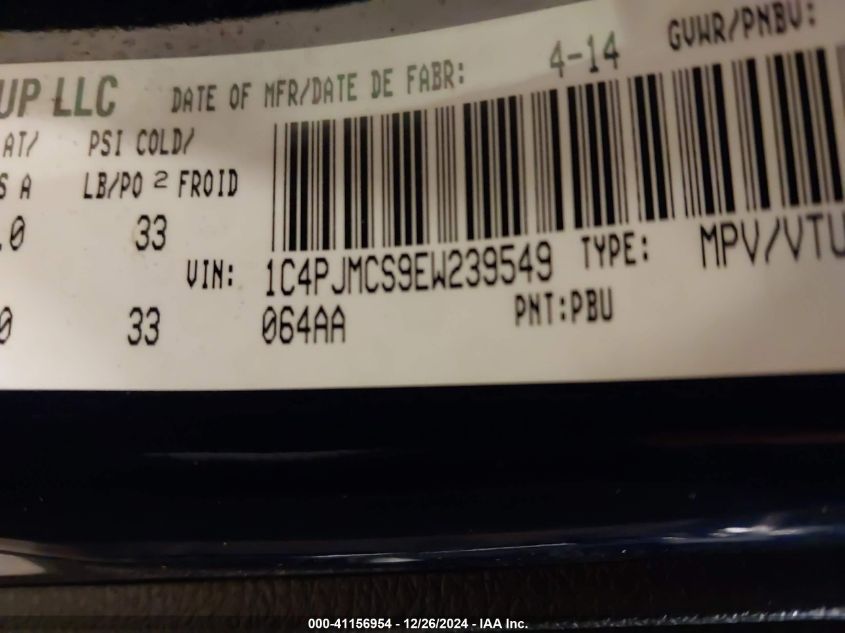 UP LLC DATE OF MFR/DATE DE FABR: 4-14 GVWR/PNBV:
AT/ PSI COLD/
S A LB/PO 2 FROID
.0 33
VIN: 1C4PJMCS9EW239549 TYPE: MPV/VTU
0 33 064AA PNT:PBU
000-41156954 - 12/26/2024 - IAA Inc.